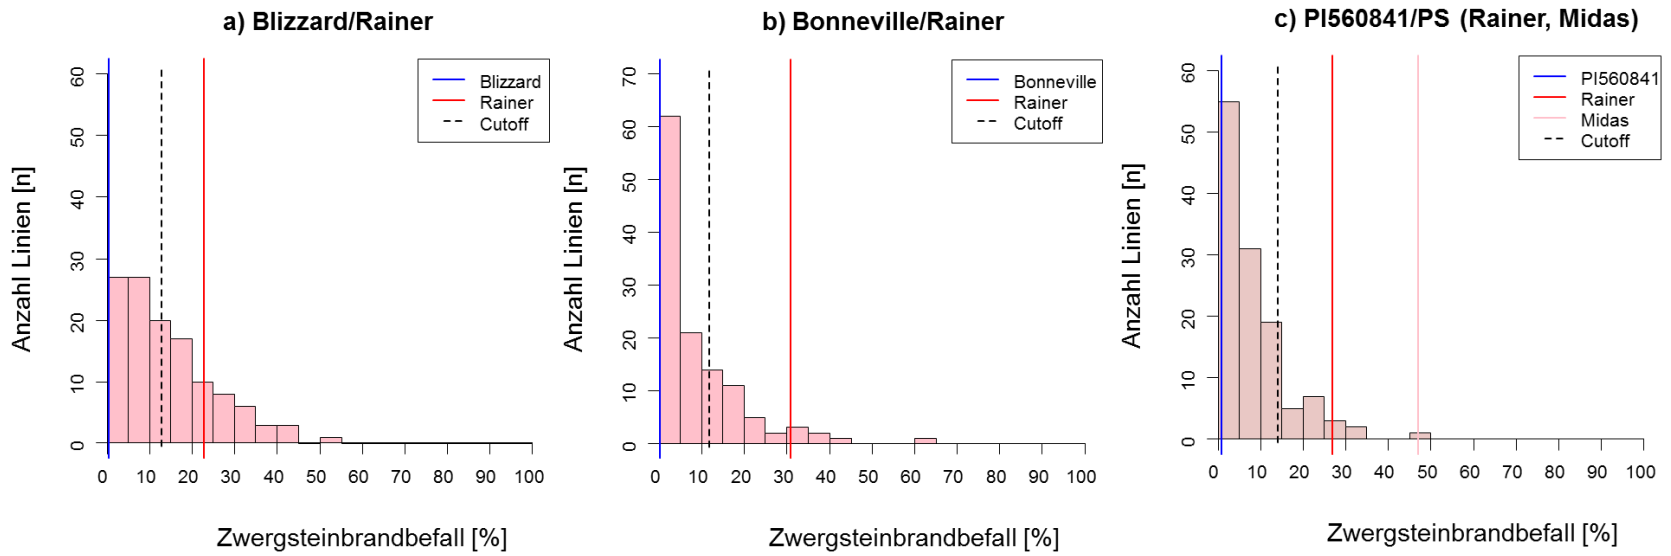 a) Blizzard/Rainer
Anzahl Linien [n]
0
10
20
30
40
50
60
Blizzard
Rainer
Cutoff
0 10 20 30 40 50 60 70 80 90 100
Zwergsteinbrandbefall [%]
b) Bonneville/Rainer
Anzahl Linien [n]
0
10
20
30
40
50
60
70
Bonneville
Rainer
Cutoff
0 10 20 30 40 50 60 70 80 90 100
Zwergsteinbrandbefall [%]
c) PI560841/PS (Rainer, Midas)
Anzahl Linien [n]
0
10
20
30
40
50
60
PI560841
Rainer
Midas
Cutoff
0 10 20 30 40 50 60 70 80 90 100
Zwergsteinbrandbefall [%]